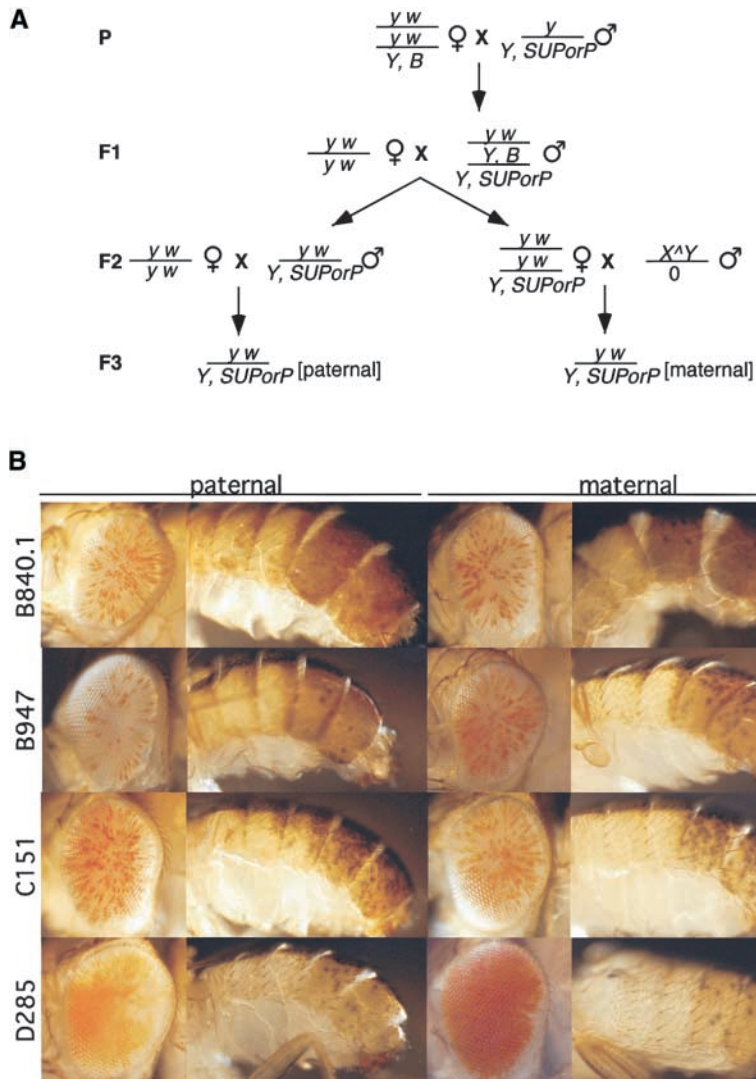 A
P
y w
y w
Y, B
♀ X
y
Y, SUPorP
♂
F1
y w
y w
♀ X
y w
Y, B
Y, SUPorP
♂
F2
y w
y w
♀ X
y w
Y, SUPorP
♂
y w
y w
Y, SUPorP
♀ X
X^Y
0
♂
F3
y w
Y, SUPorP [paternal]
y w
Y, SUPorP [maternal]
B
paternal
maternal
B840.1
B947
C151
D285